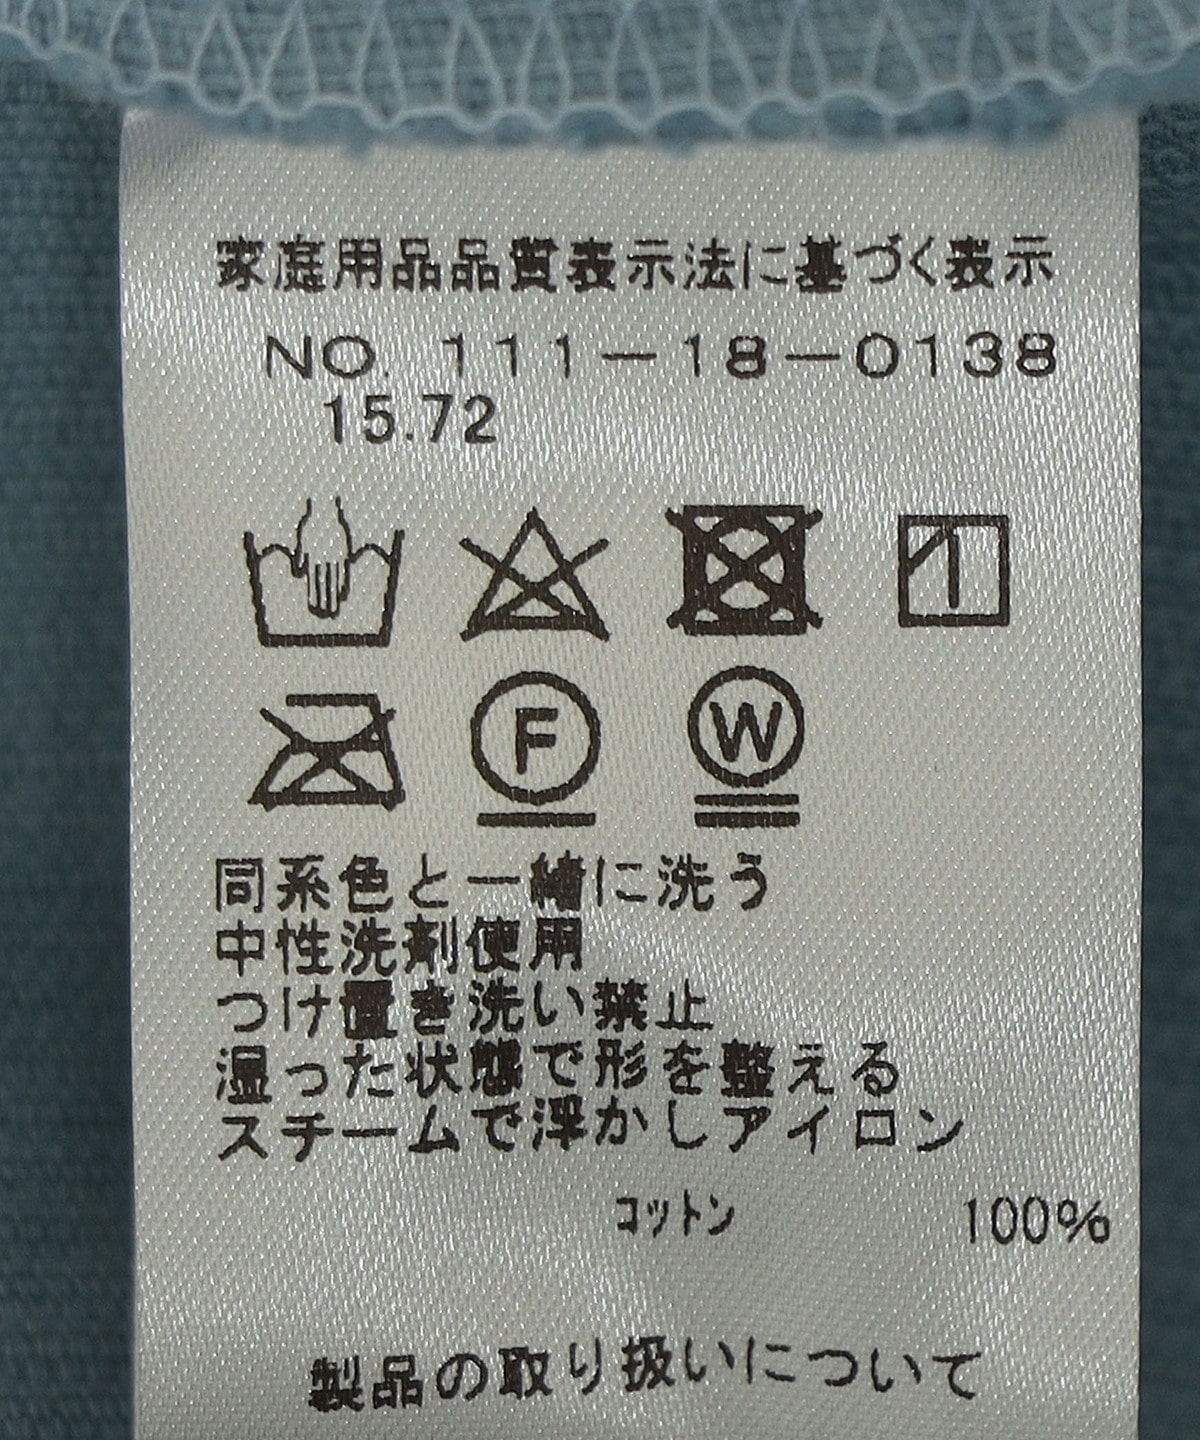 家庭用品品質表示法に基づく表示
NO. 111-18-0138
15.72
F W
同系色と一緒に洗う
中性洗剤使用
つけ置き洗い禁止
湿った状態で形を整える
スチームで浮かしアイロン
コットン 100%
製品の取り扱いについて